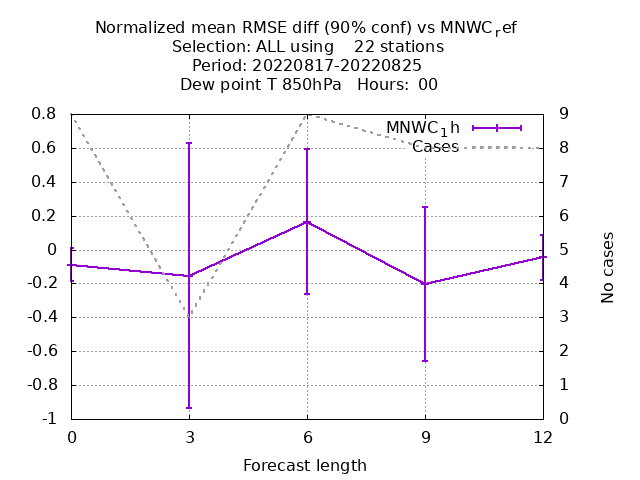 Normalized mean RMSE diff (90% conf) vs MNWC_ref
Selection: ALL using    22 stations
Period: 20220817-20220825
Dew point T 850hPa   Hours:  00
MNWC_1h
Cases
0.8
0.6
0.4
0.2
0
-0.2
-0.4
-0.6
-0.8
-1
9
8
7
6
5
4
3
2
1
0
No cases
0 3 6 9 12
Forecast length